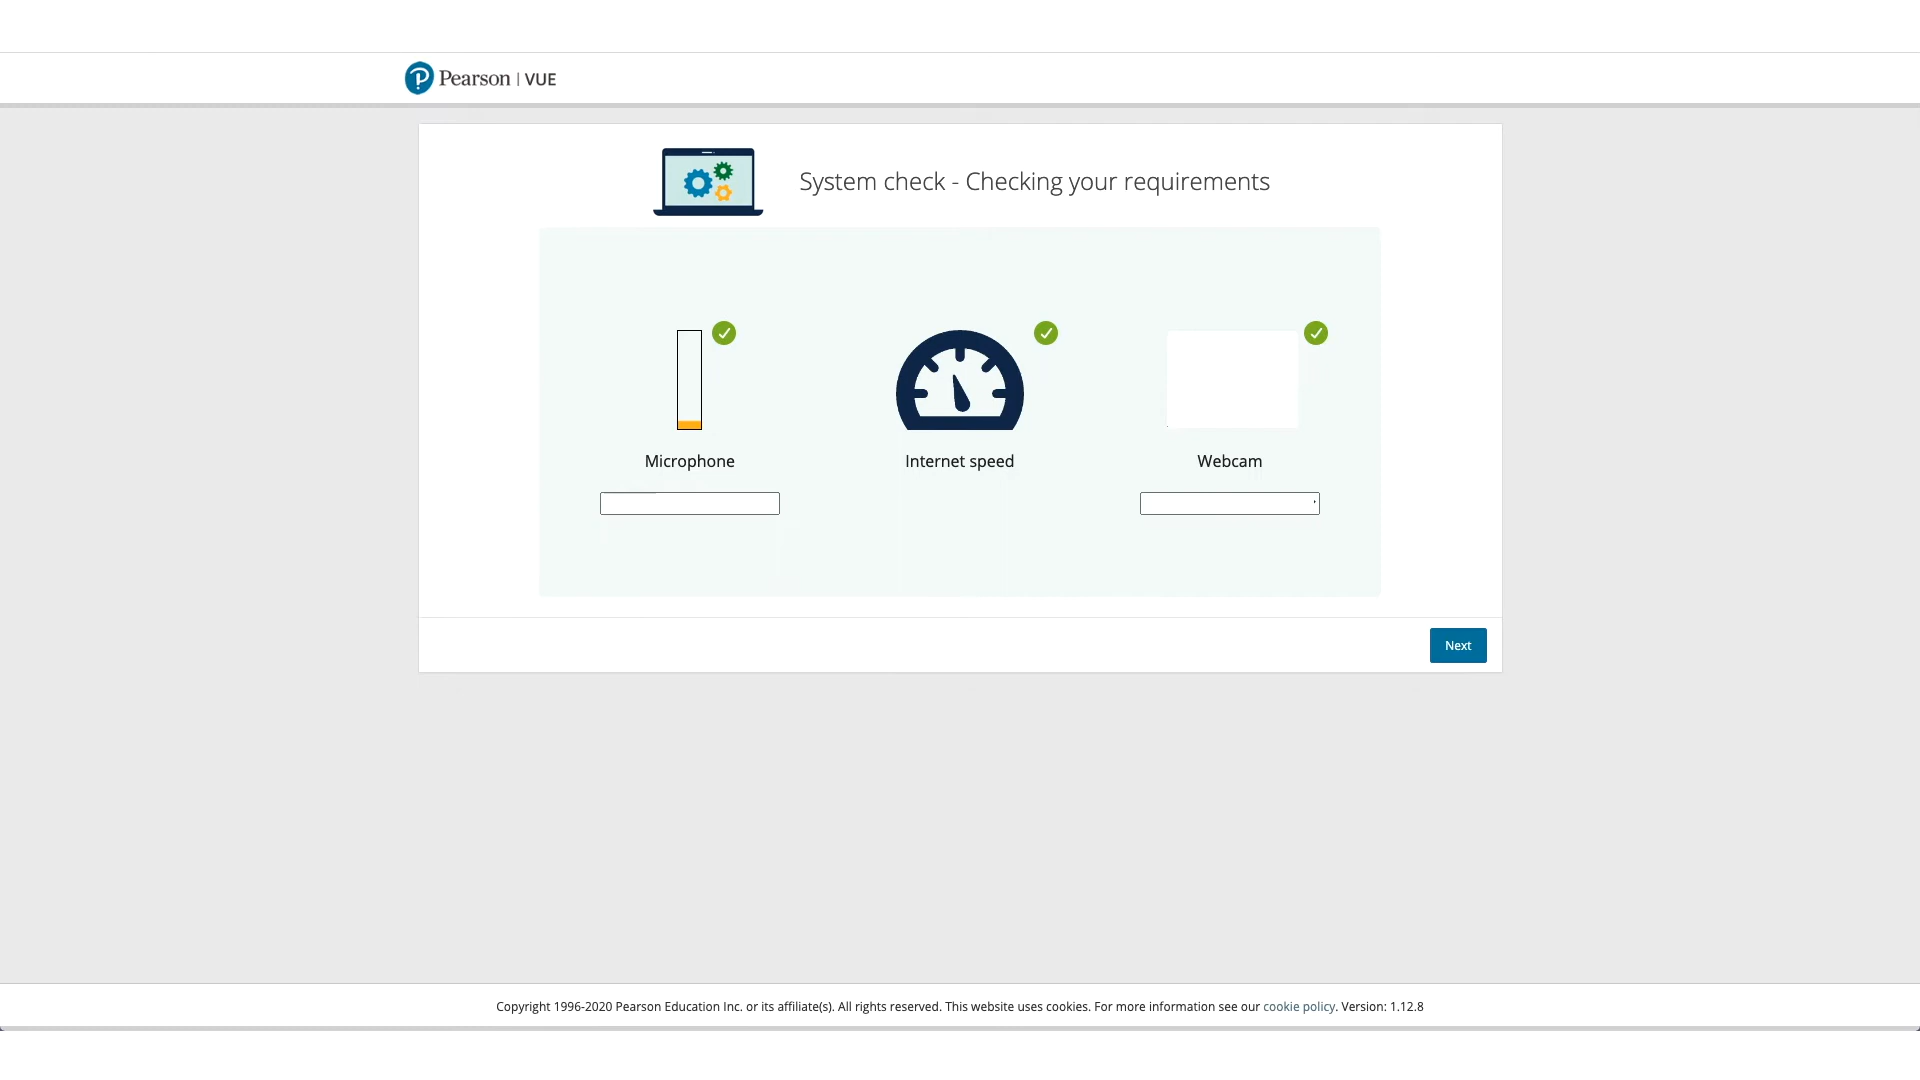 Pearson | VUE
System check - Checking your requirements
Microphone
Internet speed
Webcam
Next
Copyright 1996-2020 Pearson Education Inc. or its affiliate(s). All rights reserved. This website uses cookies. For more information see our cookie policy. Version: 1.12.8